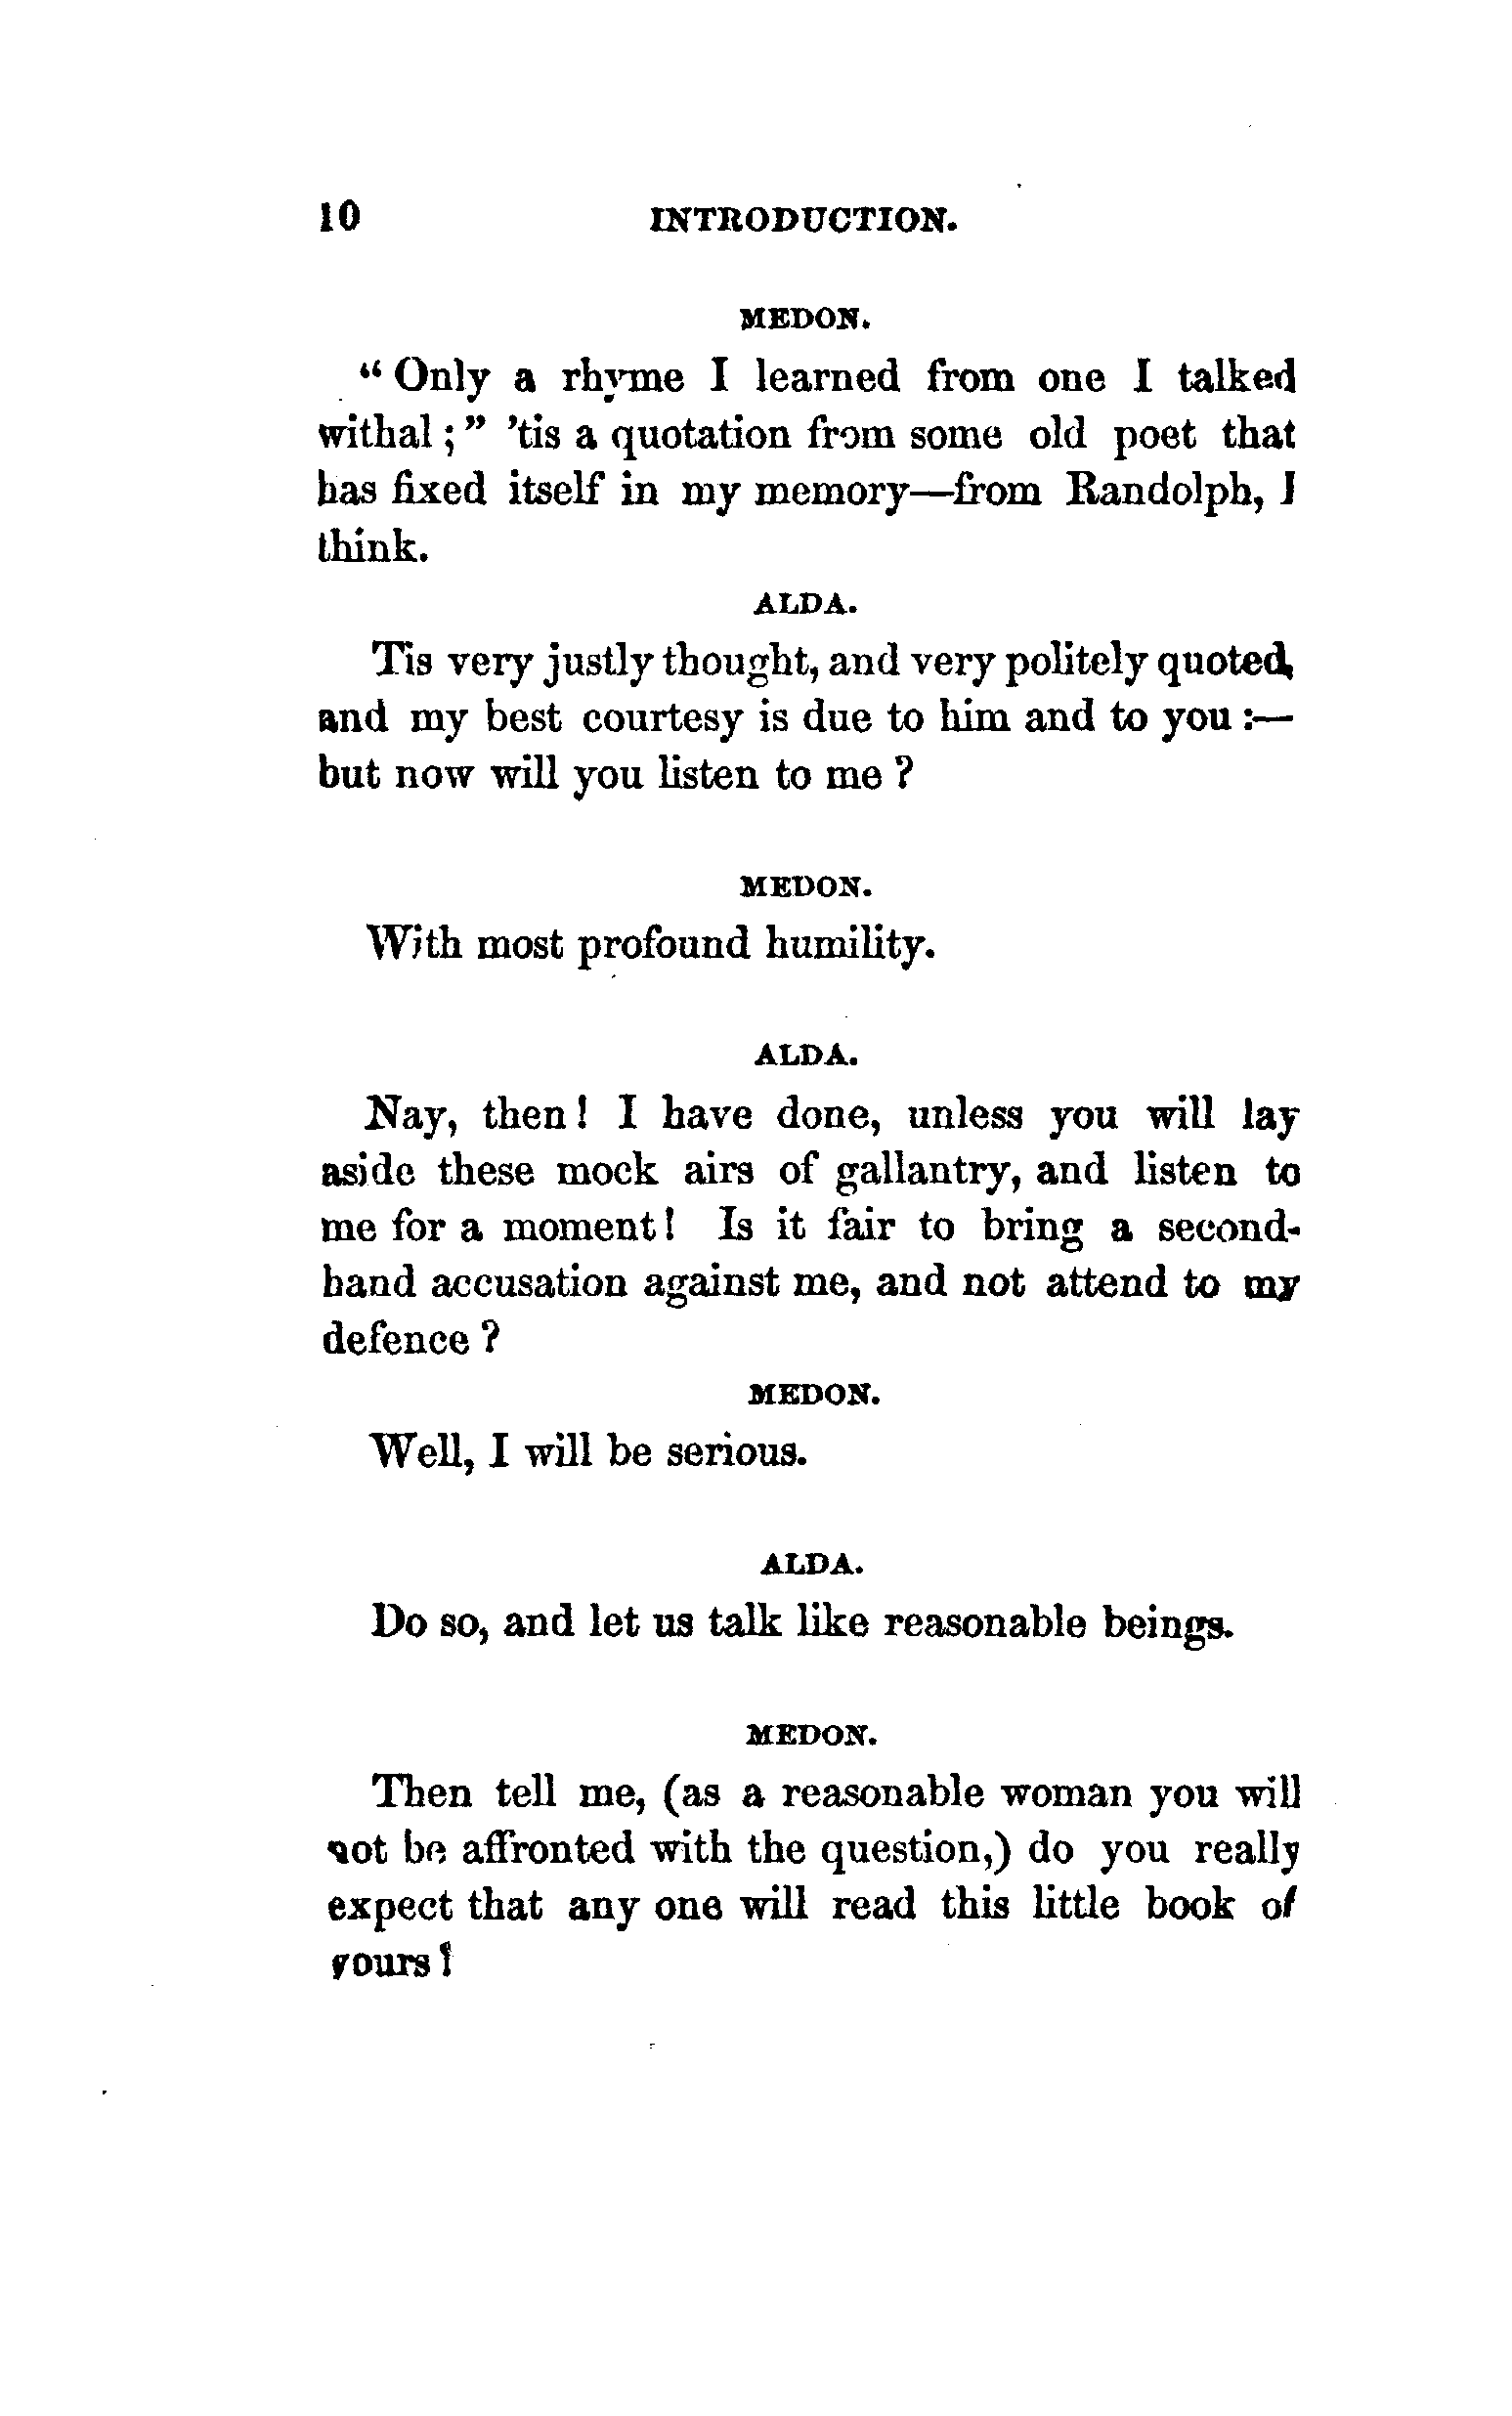 10 INTRODUCTION.
MEDON.
“ Only a rhyme I learned from one I talked
withal ; ” ’tis a quotation from some old poet that
has fixed itself in my memory—from Randolph, I
think.
ALDA.
Tis very justly thought, and very politely quoted,
and my best courtesy is due to him and to you :—
but now will you listen to me ?
MEDON.
With most profound humility.
ALDA.
Nay, then ! I have done, unless you will lay
aside these mock airs of gallantry, and listen to
me for a moment ! Is it fair to bring a second-
hand accusation against me, and not attend to my
defence ?
MEDON.
Well, I will be serious.
ALDA.
Do so, and let us talk like reasonable beings.
MEDON.
Then tell me, (as a reasonable woman you will
not be affronted with the question,) do you really
expect that any one will read this little book of
yours ?